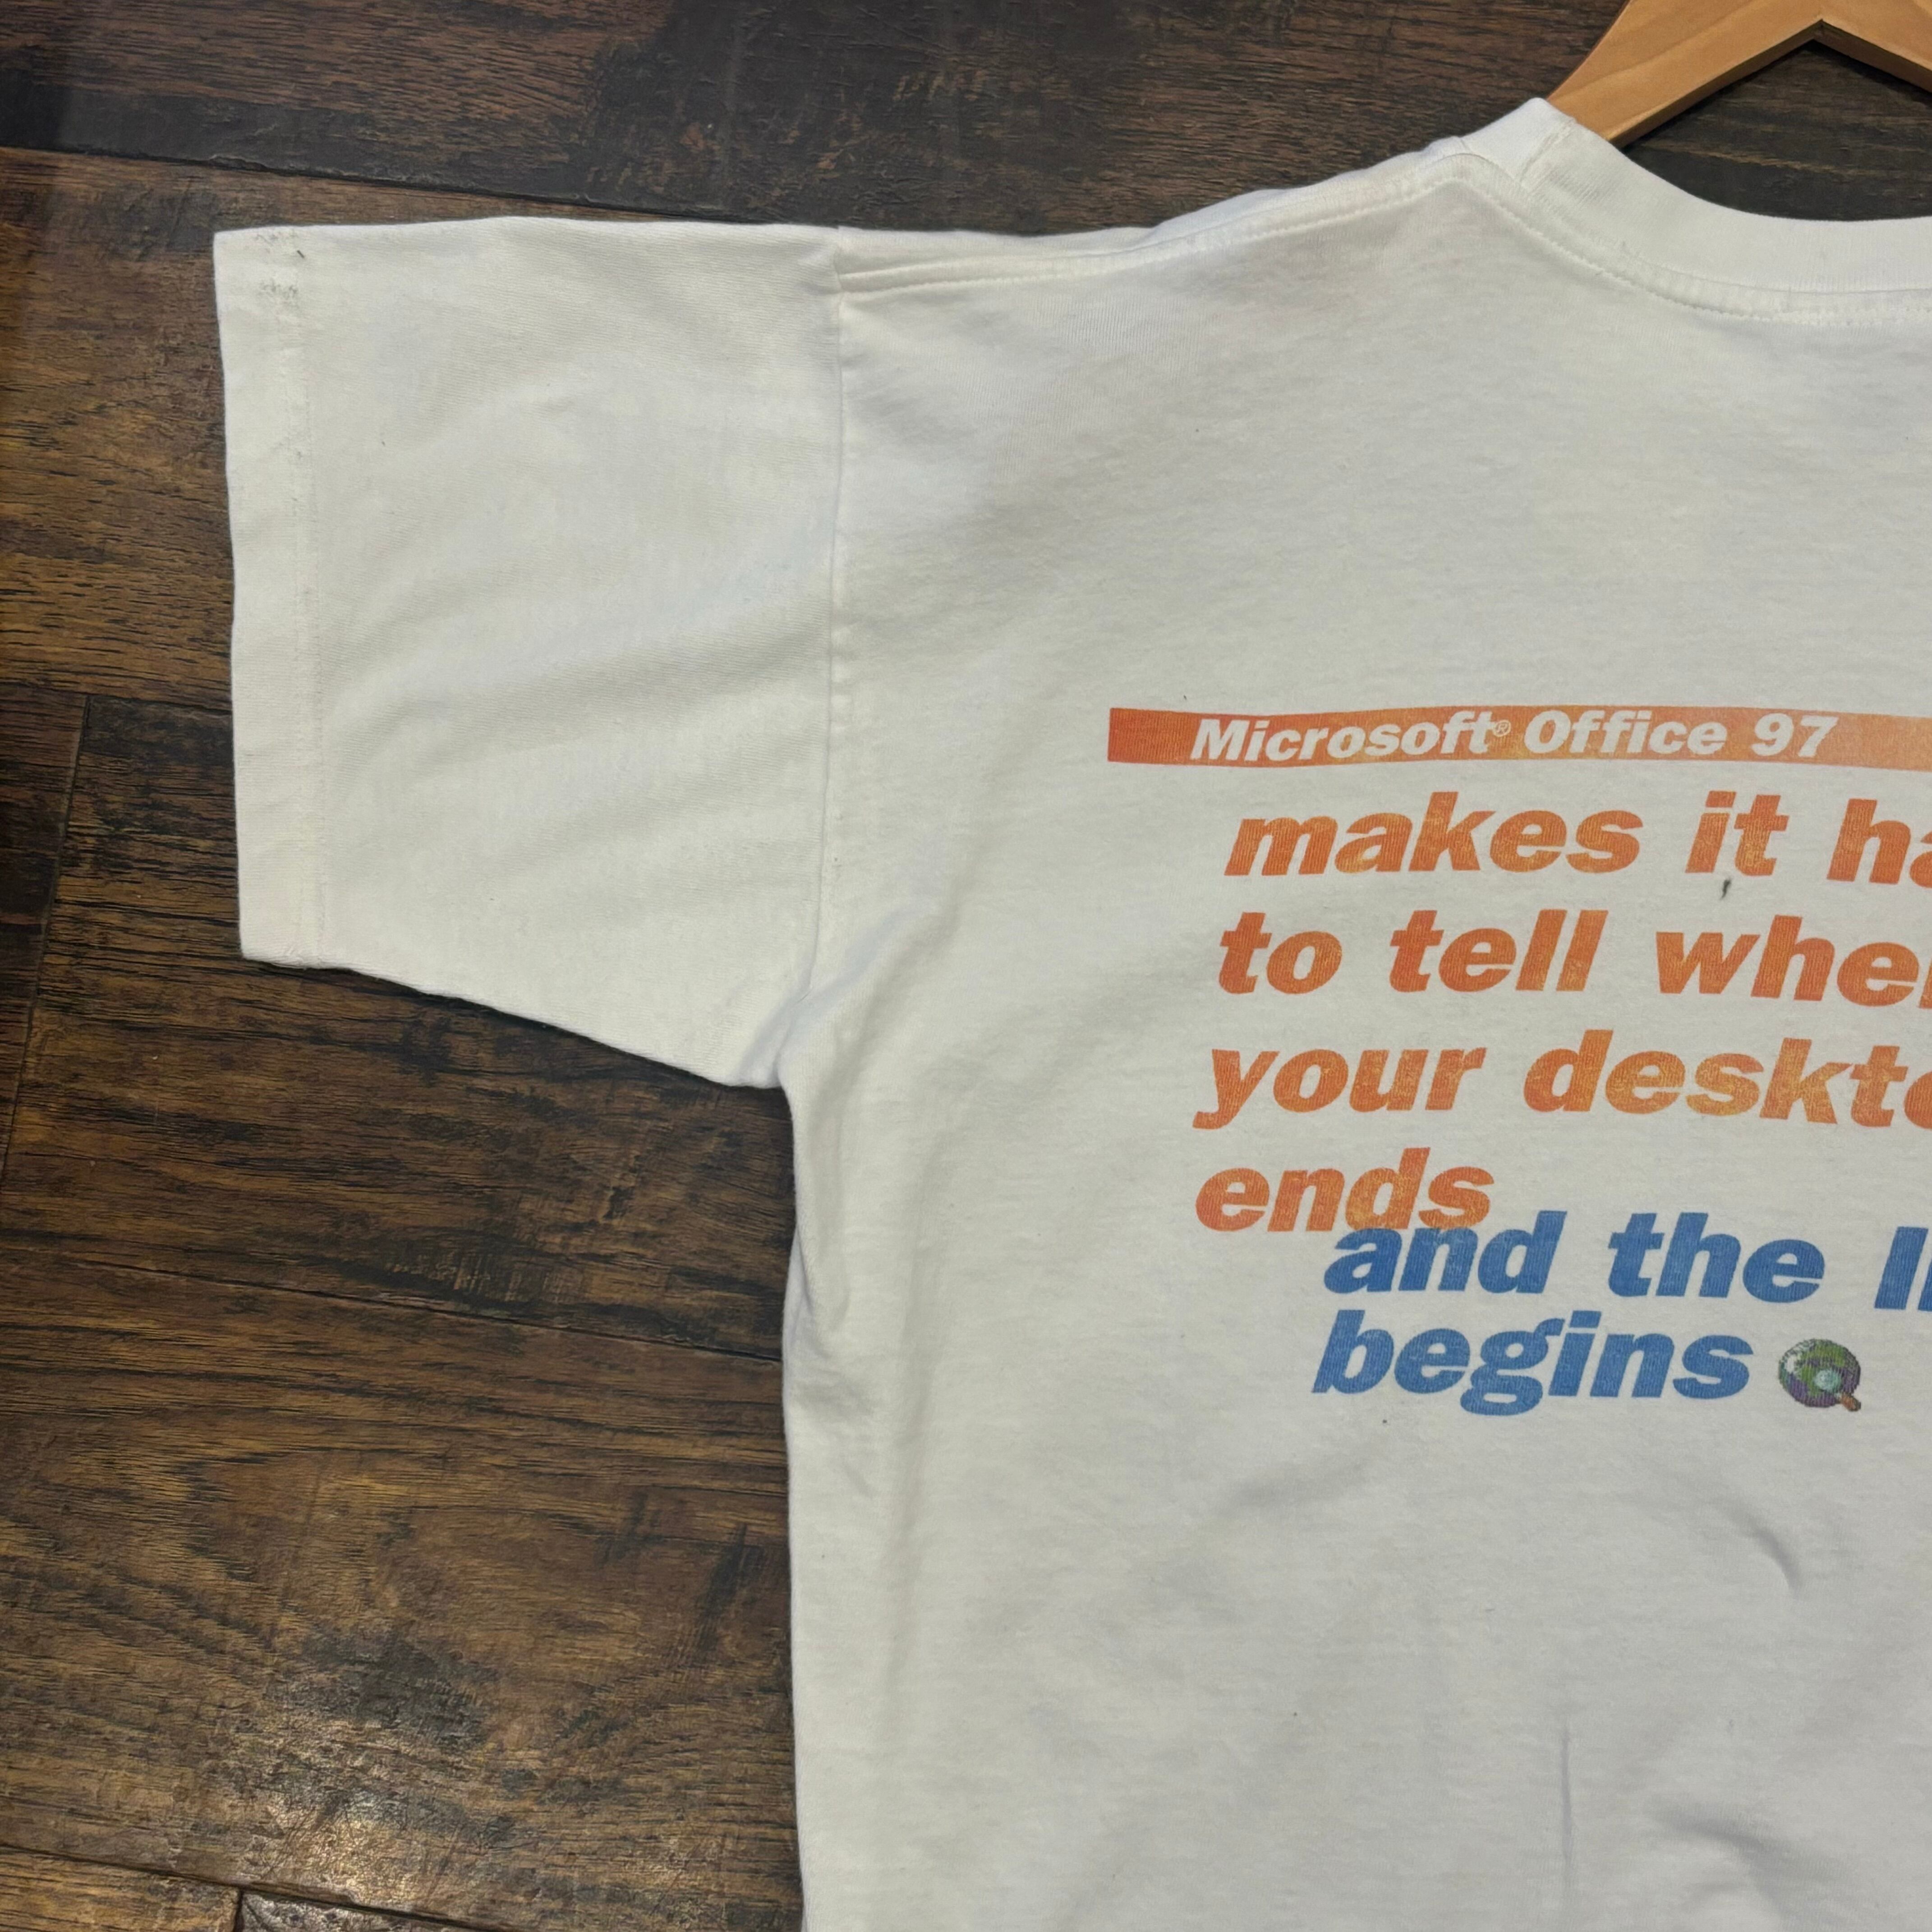 Microsoft® Office 97
makes it ha
to tell whe
your deskto
ends
and the I
begins